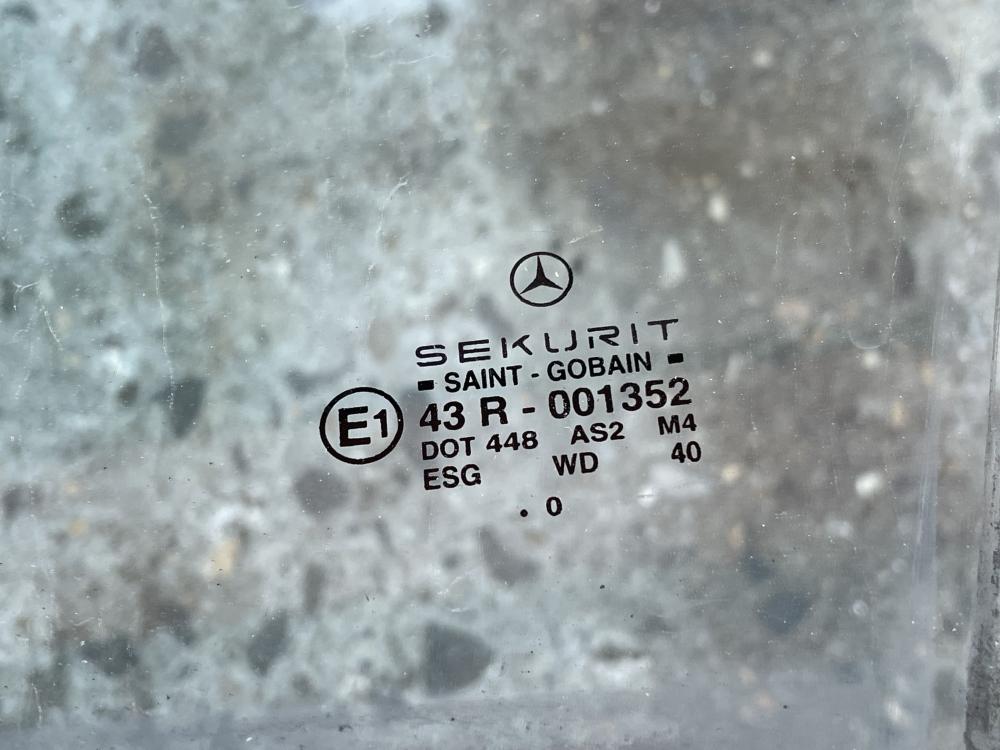 SEKURIT
SAINT - GOBAIN
E1
43 R - 001352
DOT 448 AS2 M4
ESG WD 40
. 0